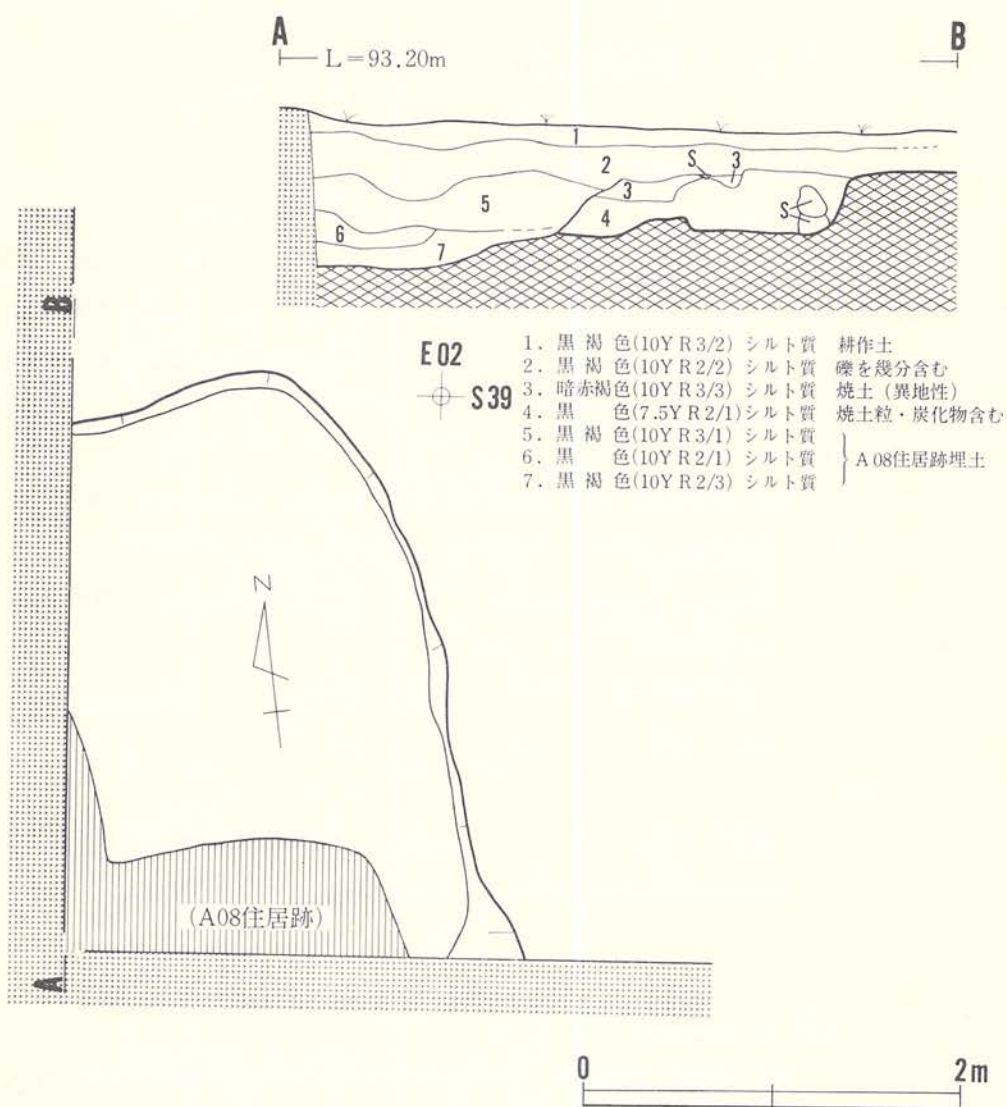 A
B
L=93.20m
1
2
S
3
3
5
4
S
6
7
B
E02
S39
1. 黒褐色(10YR3/2) シルト質 耕作土
2. 黒褐色(10YR2/2) シルト質 礫を幾分含む
3. 暗赤褐色(10YR3/3) シルト質 焼土(異地性)
4. 黒 色(7.5YR2/1) シルト質 焼土粒・炭化物含む
5. 黒褐色(10YR3/1) シルト質
6. 黒 色(10YR2/1) シルト質 A08住居跡埋土
7. 黒褐色(10YR2/3) シルト質
N
(A08住居跡)
A
0 2m